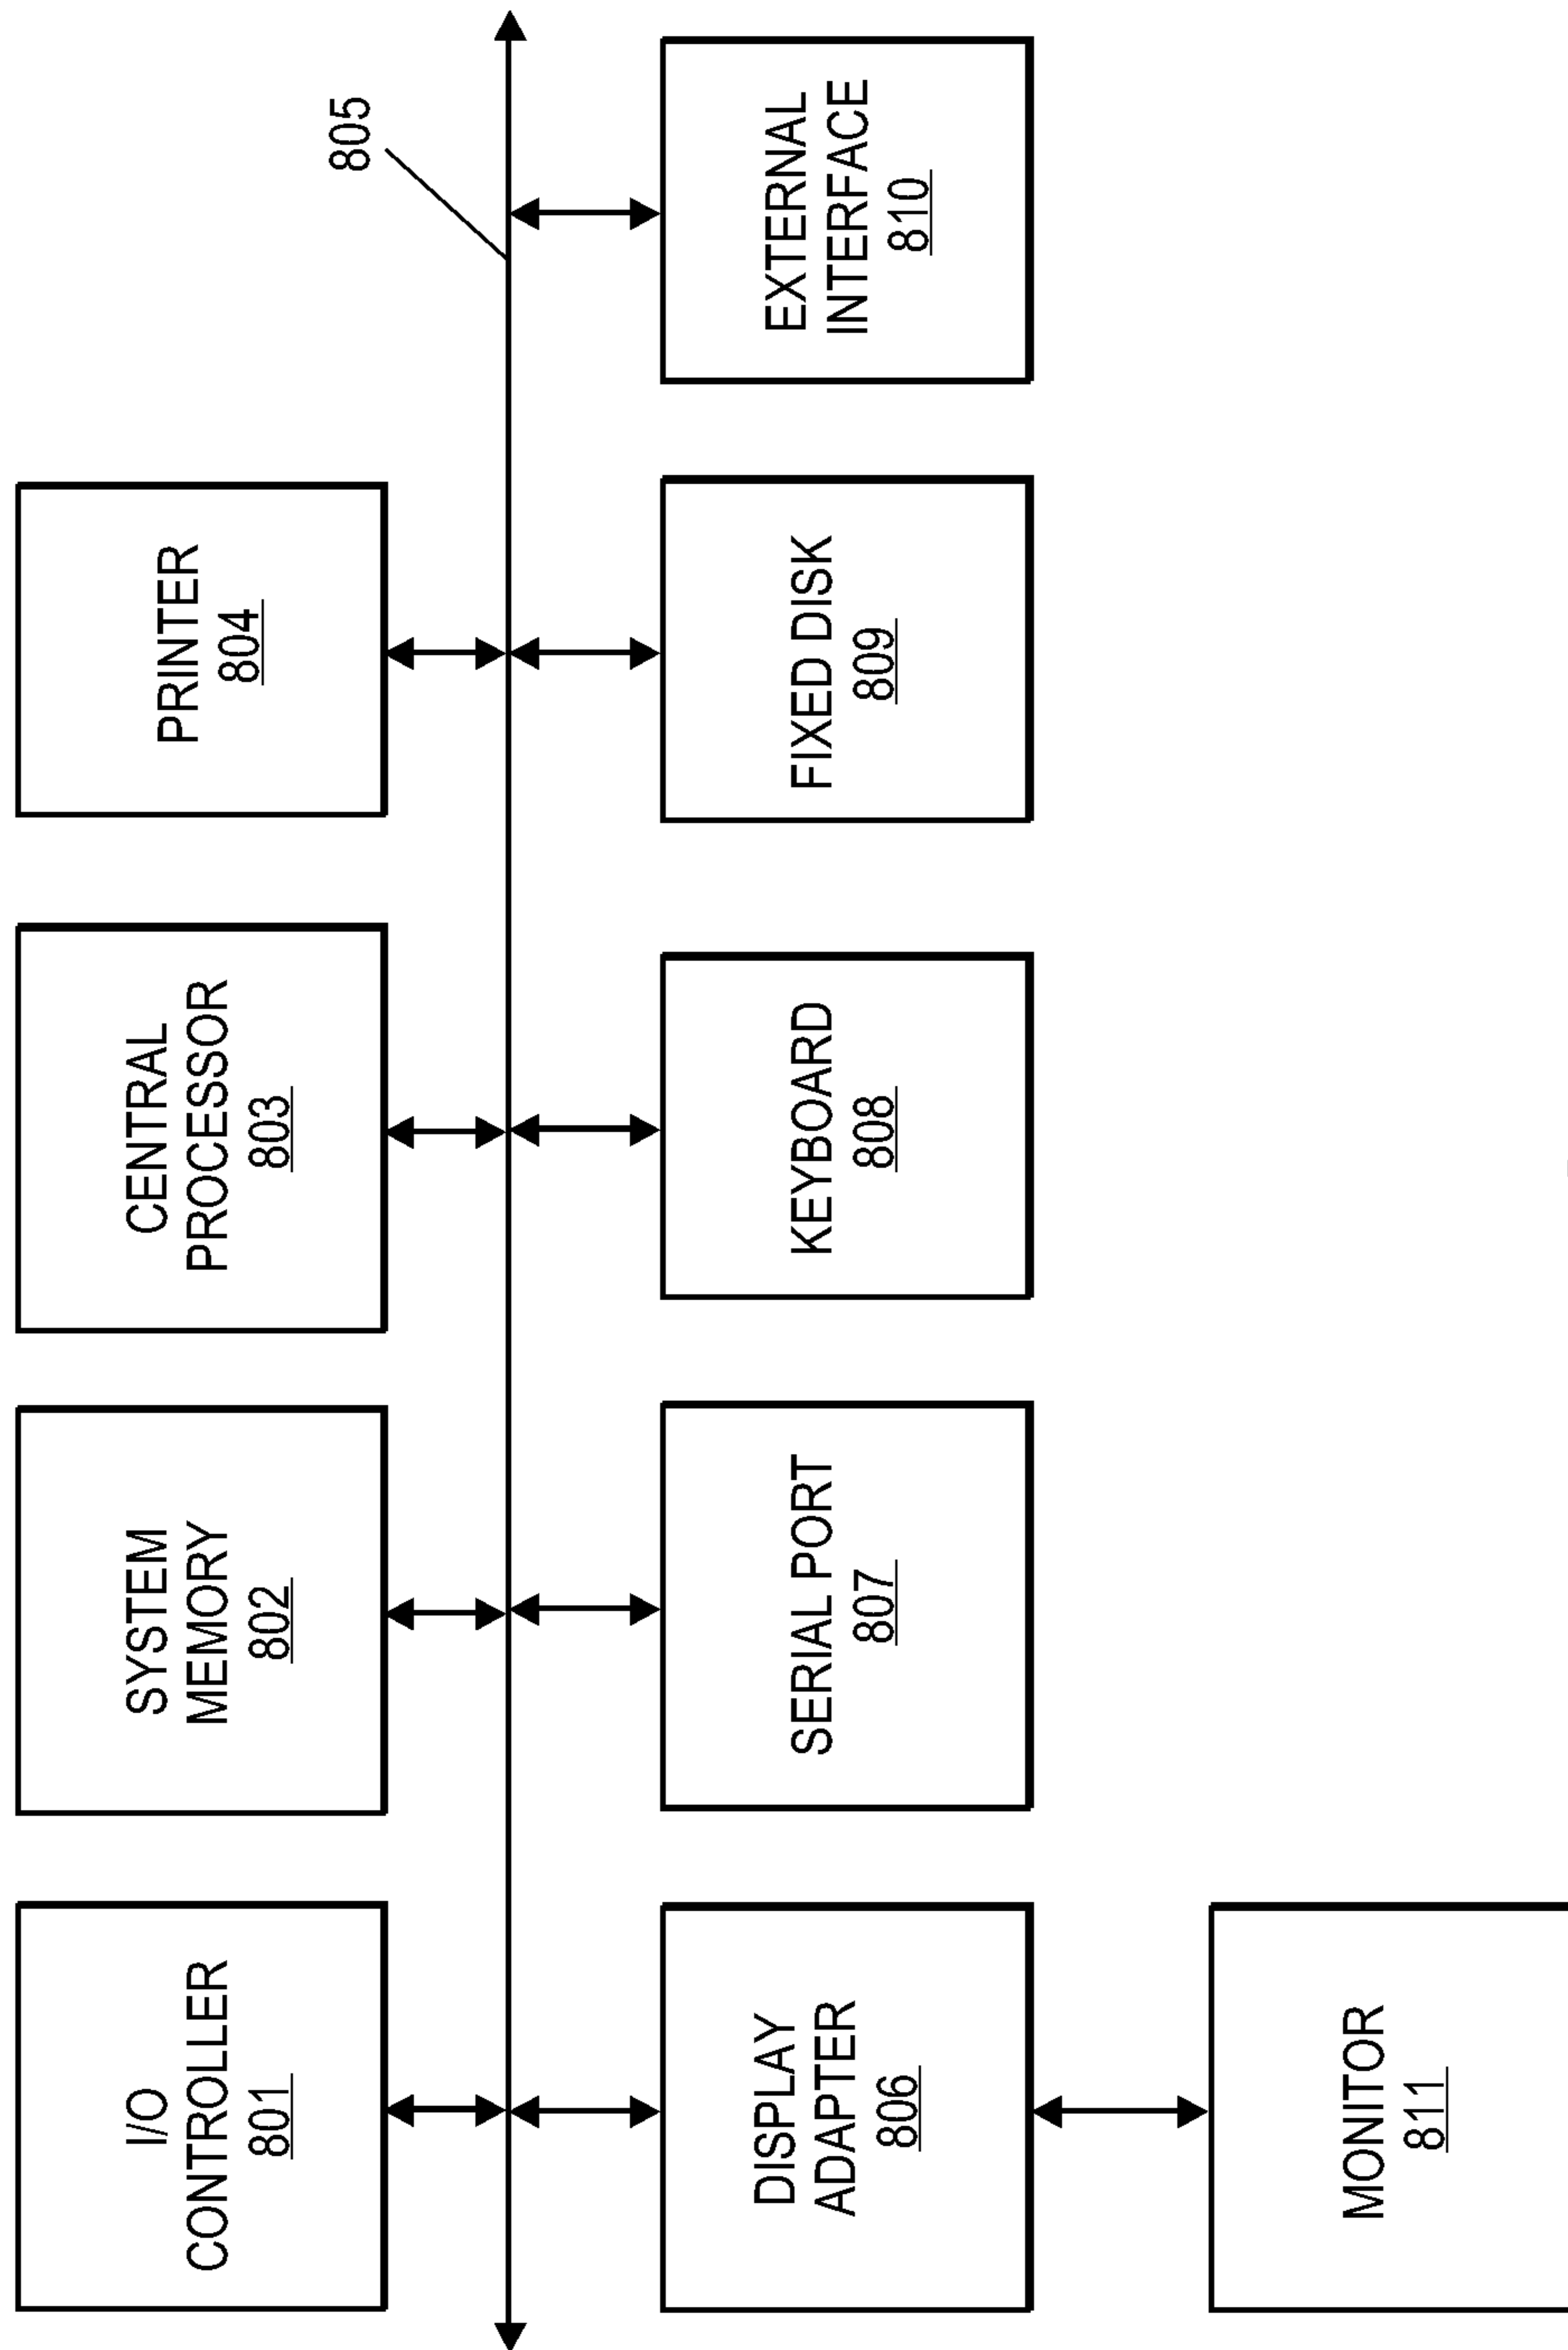 I/O
CONTROLLER
801
SYSTEM
MEMORY
802
CENTRAL
PROCESSOR
803
PRINTER
804
805
DISPLAY
ADAPTER
806
SERIAL PORT
807
KEYBOARD
808
FIXED DISK
809
EXTERNAL
INTERFACE
810
MONITOR
811